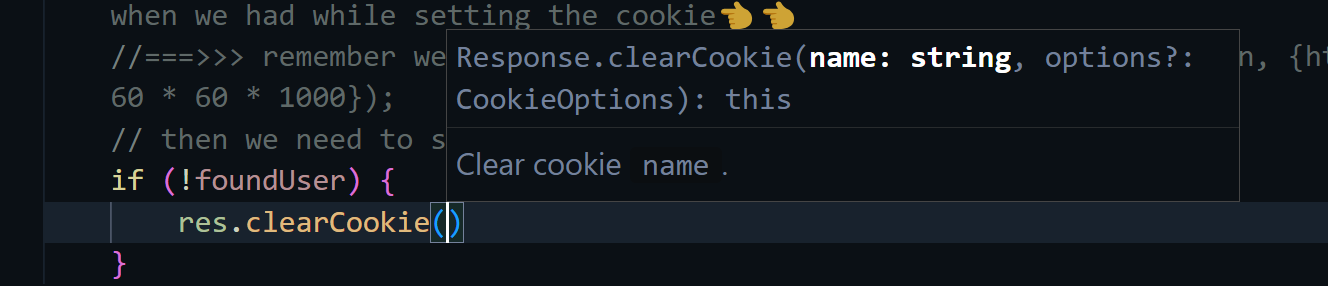 when we had while setting the cookie👈👈
//===>>> remember we
n, {ht
Response.clearCookie(name: string, options?:
CookieOptions): this
60 * 60 * 1000});
// then we need to s
Clear cookie name .
if (!foundUser) {
res.clearCookie()
}